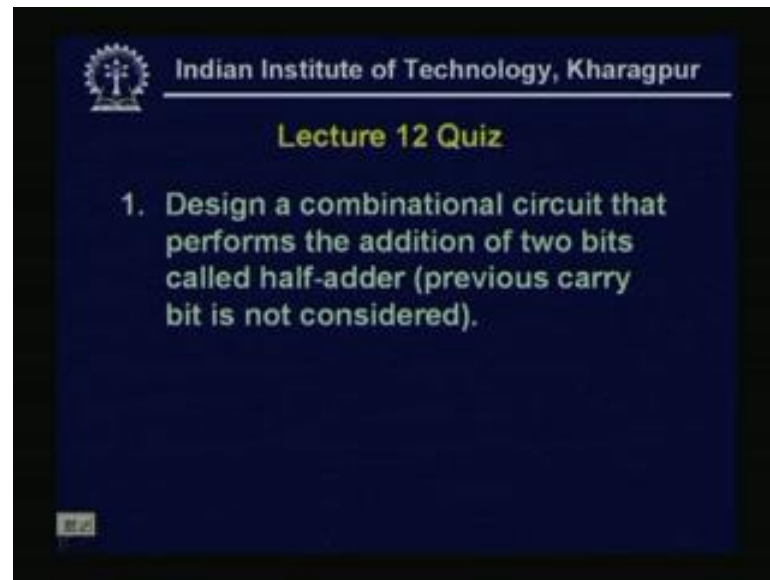 Indian Institute of Technology, Kharagpur
Lecture 12 Quiz
1. Design a combinational circuit that
performs the addition of two bits
called half-adder (previous carry
bit is not considered).